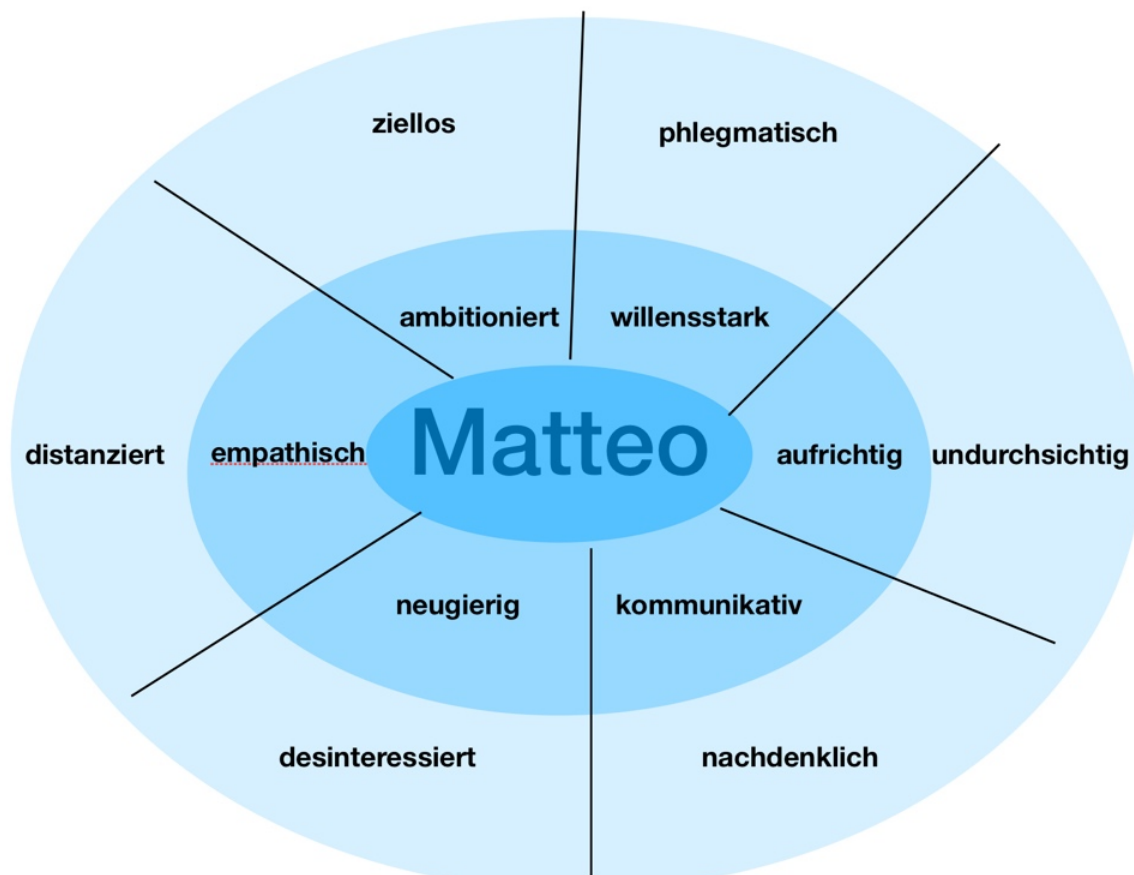 ziellos
phlegmatisch
ambitioniert
willensstark
distanziert
empathisch
Matteo
aufrichtig
undurchsichtig
neugierig
kommunikativ
desinteressiert
nachdenklich